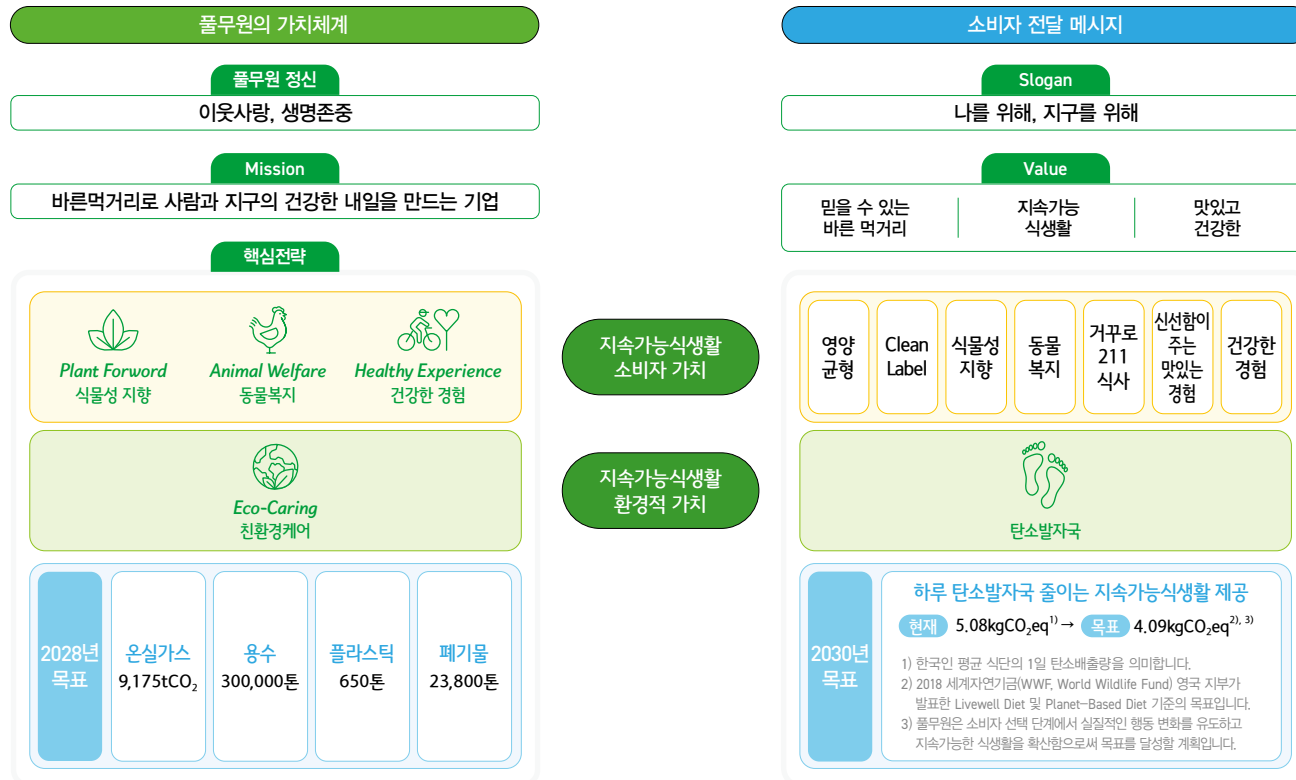 풀무원의 가치체계
풀무원 정신
이웃사랑, 생명존중
Mission
바른먹거리로 사람과 지구의 건강한 내일을 만드는 기업
핵심전략
Plant Forword
식물성 지향
Animal Welfare
동물복지
Healthy Experience
건강한 경험
Eco-Caring
친환경케어
2028년
목표
온실가스
9,175tCO₂
용수
300,000톤
플라스틱
650톤
폐기물
23,800톤
지속가능식생활
소비자 가치
지속가능식생활
환경적 가치
소비자 전달 메시지
Slogan
나를 위해, 지구를 위해
Value
믿을 수 있는
바른 먹거리
지속가능
식생활
맛있고
건강한
영양
균형
Clean
Label
식물성
지향
동물
복지
거꾸로
211
식사
신선함이
주는
맛있는
경험
건강한
경험
탄소발자국
2030년
목표
하루 탄소발자국 줄이는 지속가능식생활 제공
현재 5.08kgCO₂eq¹⁾ → 목표 4.09kgCO₂eq²⁾, ³⁾
1) 한국인 평균 식단의 1일 탄소배출량을 의미합니다.
2) 2018 세계자연기금(WWF, World Wildlife Fund) 영국 지부가
발표한 Livewell Diet 및 Planet-Based Diet 기준의 목표입니다.
3) 풀무원은 소비자 선택 단계에서 실질적인 행동 변화를 유도하고
지속가능한 식생활을 확산함으로써 목표를 달성할 계획입니다.